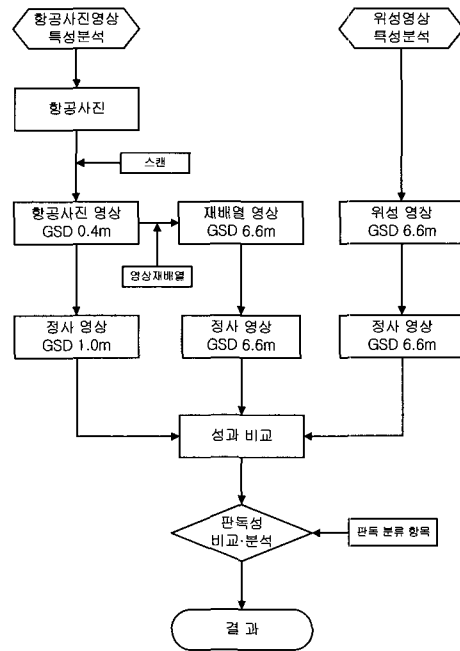 항공사진영상
특성분석
위성영상
특성분석
항공사진
스캔
항공사진 영상
GSD 0.4m
재배열 영상
GSD 6.6m
위성 영상
GSD 6.6m
영상재배열
정사 영상
GSD 1.0m
정사 영상
GSD 6.6m
정사 영상
GSD 6.6m
성과 비교
판독성
비교·분석
판독 분류 항목
결 과